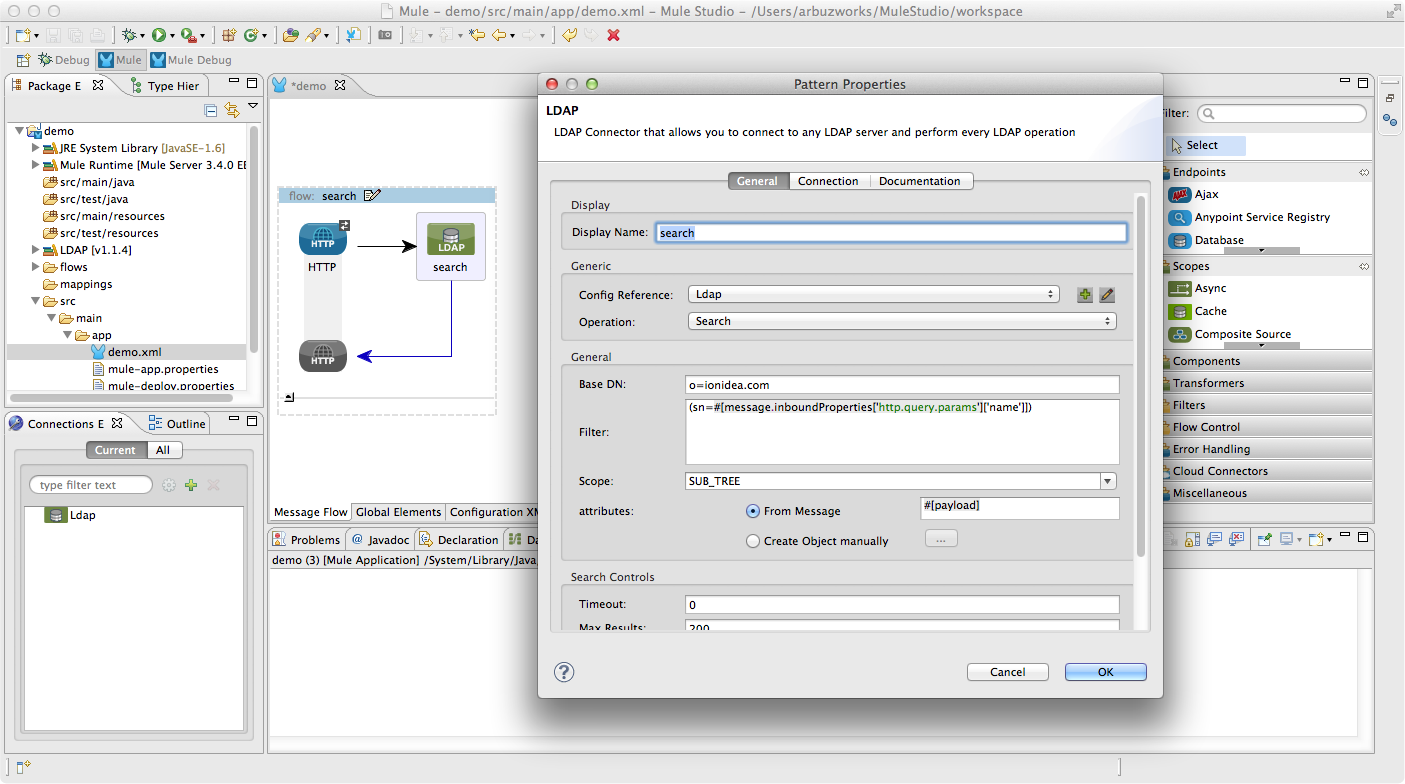 Mule – demo/src/main/app/demo.xml – Mule Studio – /Users/arbuzworks/MuleStudio/workspace
Debug Mule Mule Debug
Package E Type Hier
demo
JRE System Library [JavaSE-1.6]
Mule Runtime [Mule Server 3.4.0 EE
src/main/java
src/test/java
src/main/resources
src/test/resources
LDAP [v1.1.4]
flows
mappings
src
main
app
demo.xml
mule-app.properties
mule-deploy.properties
Connections E Outline
Current All
type filter text
Ldap
*demo
flow: search
HTTP
HTTP
LDAP
search
HTTP
Message Flow Global Elements Configuration XM
Problems @ Javadoc Declaration Da
demo (3) [Mule Application] /System/Library/Java,
Pattern Properties
LDAP
LDAP Connector that allows you to connect to any LDAP server and perform every LDAP operation
General Connection Documentation
Display
Display Name: search
Generic
Config Reference: Ldap
Operation: Search
General
Base DN: o=ionidea.com
Filter: (sn=#[message.inboundProperties['http.query.params']['name']])
Scope: SUB_TREE
attributes: From Message #[payload]
Create Object manually ...
Search Controls
Timeout: 0
Max Results: 200
? Cancel OK
ilter:
Select
Endpoints
Ajax
Anypoint Service Registry
Database
Scopes
Async
Cache
Composite Source
Components
Transformers
Filters
Flow Control
Error Handling
Cloud Connectors
Miscellaneous